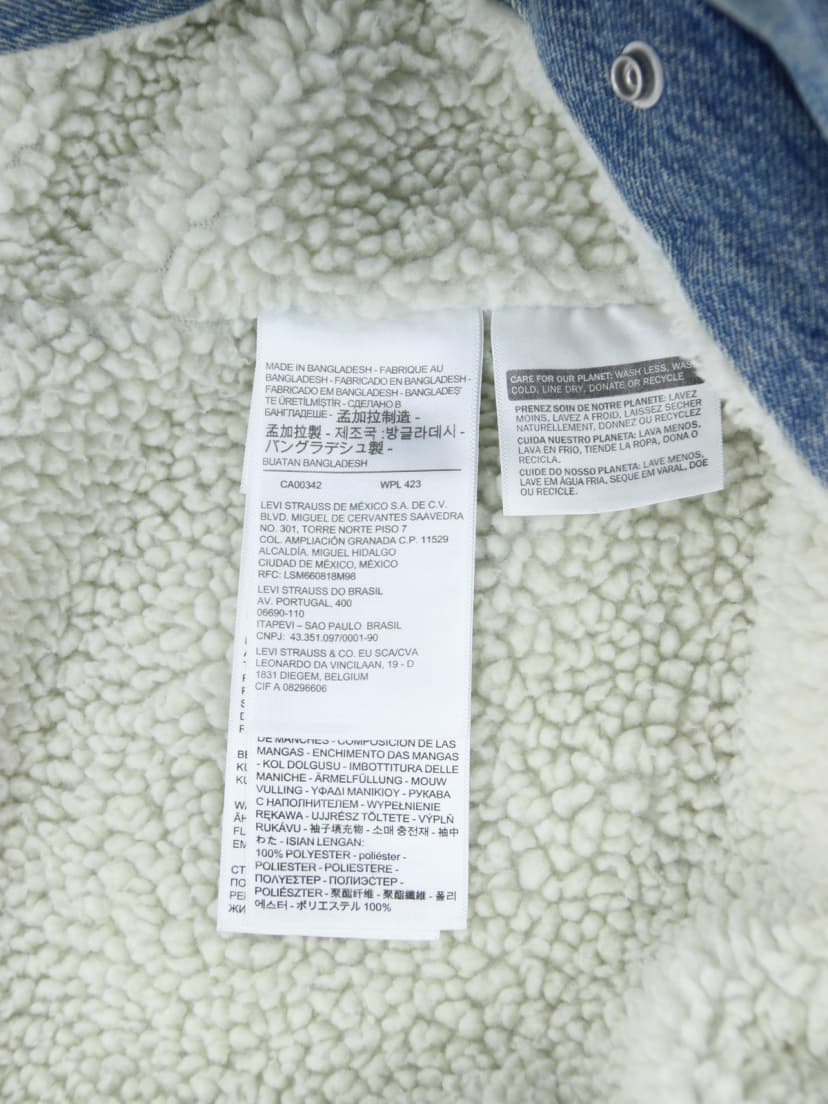 MADE IN BANGLADESH - FABRIQUE AU
BANGLADESH - FABRICADO EN BANGLADESH -
FABRICADO EM BANGLADESH - BANGLADEŞ'
TE ÜRETİLMİŞTİR - СДЕЛАНО В
БАНГЛАДЕШЕ - 孟加拉制造 -
孟加拉製 - 제조국 :방글라데시 -
バングラデシュ製 -
BUATAN BANGLADESH
CA00342 WPL 423
LEVI STRAUSS DE MÉXICO S.A. DE C.V.
BLVD. MIGUEL DE CERVANTES SAAVEDRA
NO. 301, TORRE NORTE PISO 7
COL. AMPLIACIÓN GRANADA C.P. 11529
ALCALDÍA. MIGUEL HIDALGO
CIUDAD DE MÉXICO, MÉXICO
RFC: LSM660818M98
LEVI STRAUSS DO BRASIL
AV. PORTUGAL, 400
06690-110
ITAPEVI – SAO PAULO BRASIL
CNPJ: 43.351.097/0001-90
LEVI STRAUSS & CO. EU SCA/CVA
LEONARDO DA VINCILAAN, 19 - D
1831 DIEGEM, BELGIUM
CIF A 08298606
DE MANCHES - COMPOSICIÓN DE LAS
MANGAS - ENCHIMENTO DAS MANGAS
- KOL DOLGUSU - IMBOTTITURA DELLE
MANICHE - ÄRMELFÜLLUNG - MOUW
VULLING - ΥΦΑΔΙ ΜΑΝΙΚΙΟΥ - РУКАВА
С НАПОЛНИТЕЛЕМ - WYPEŁNIENIE
RĘKAWA - UJJRÉSZ TÖLTETE - VÝPLŇ
RUKÁVU - 袖子填充物 - 소매 충전재 - 袖中
わた - ISIAN LENGAN:
100% POLYESTER - poliéster -
POLIESTER - POLIESTERE -
ΠΟΛΥΕΣΤΕΡ - ПОЛИЭСТЕР -
POLIÉSZTER - 聚酯纤维 - 聚酯纖維 - 폴리
에스터 - ポリエステル 100%
CARE FOR OUR PLANET: WASH LESS, WASH
COLD, LINE DRY, DONATE OR RECYCLE
PRENEZ SOIN DE NOTRE PLANETE: LAVEZ
MOINS, LAVEZ A FROID, LAISSEZ SECHER
NATURELLEMENT, DONNEZ OU RECYCLEZ
CUIDA NUESTRO PLANETA: LAVA MENOS,
LAVA EN FRIO, TIENDE LA ROPA, DONA O
RECICLA.
CUIDE DO NOSSO PLANETA: LAVE MENOS,
LAVE EM ÁGUA FRIA, SEQUE EM VARAL, DOE
OU RECICLE.